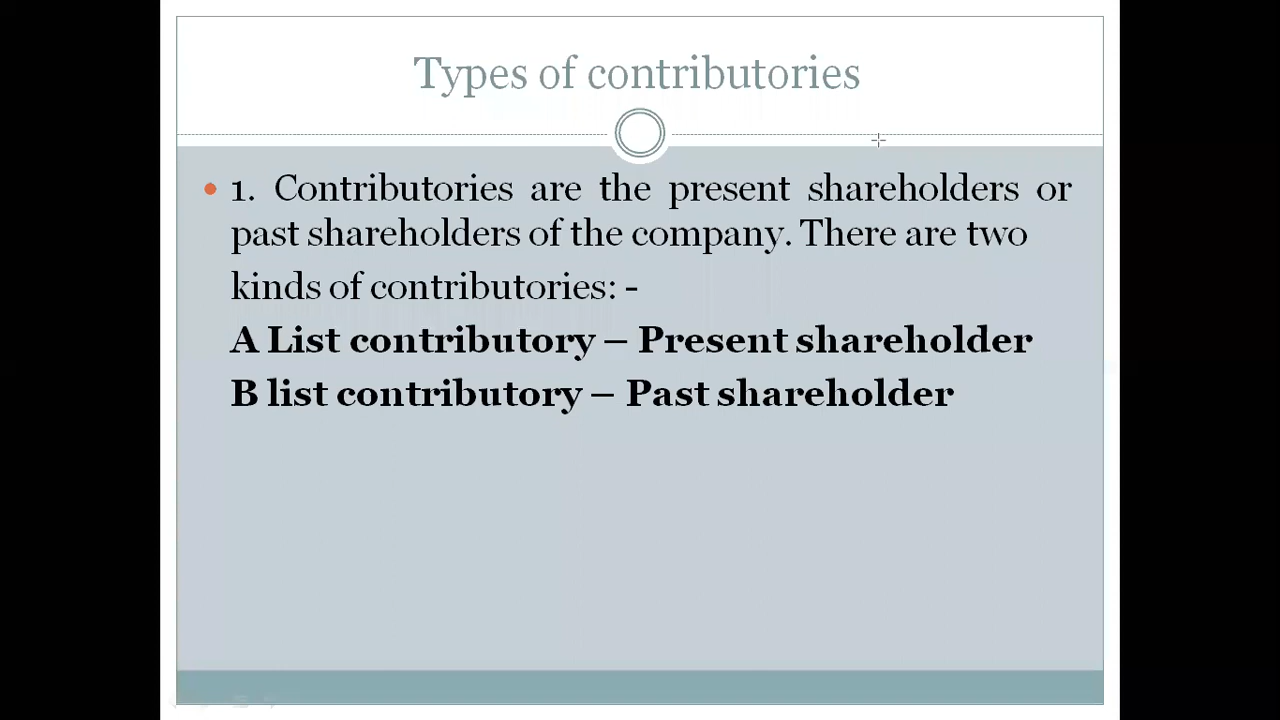 Types of contributories
• 1. Contributories are the present shareholders or
past shareholders of the company. There are two
kinds of contributories: -
A List contributory – Present shareholder
B list contributory – Past shareholder